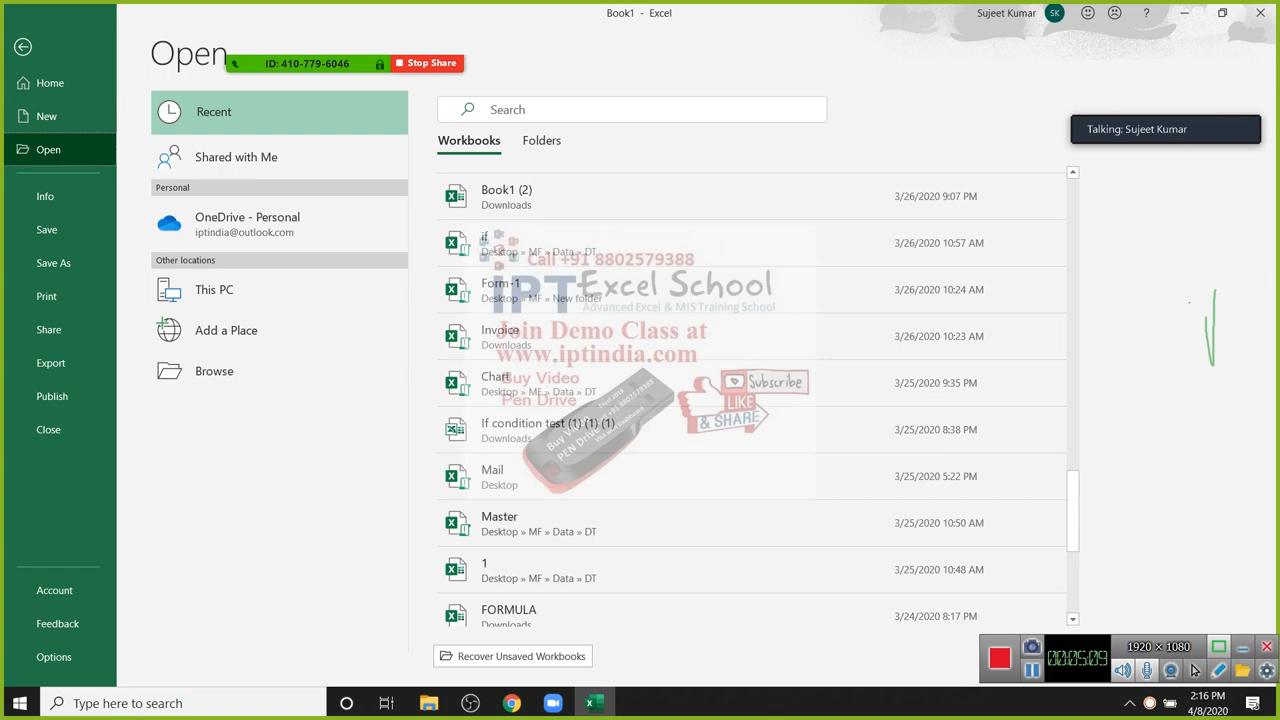 Book1 - Excel
Sujeet Kumar
SK
?
Open
ID: 410-779-6046
Stop Share
Home
New
Open
Info
Save
Save As
Print
Share
Export
Publish
Close
Account
Feedback
Options
Recent
Shared with Me
Personal
OneDrive - Personal
iptindia@outlook.com
Other locations
This PC
Add a Place
Browse
Search
Talking: Sujeet Kumar
Workbooks Folders
Book1 (2)
Downloads
3/26/2020 9:07 PM
if
Desktop » MF » Data » DT
3/26/2020 10:57 AM
Form-1
Desktop » MF » New folder
3/26/2020 10:24 AM
Invoice
Downloads
3/26/2020 10:23 AM
Chart
Desktop » MF » Data » DT
3/25/2020 9:35 PM
If condition test (1) (1) (1)
Downloads
3/25/2020 8:38 PM
Mail
Desktop
3/25/2020 5:22 PM
Master
Desktop » MF » Data » DT
3/25/2020 10:50 AM
1
Desktop » MF » Data » DT
3/25/2020 10:48 AM
FORMULA
Downloads
3/24/2020 8:17 PM
Call +91 8802579388
IPT Excel School
Advanced Excel & MIS Training School
Join Demo Class at
www.iptindia.com
Buy Video
Pen Drive
Subscribe
LIKE
& SHARE
Recover Unsaved Workbooks
00:05:09
1920 × 1080
Type here to search
2:16 PM
4/8/2020